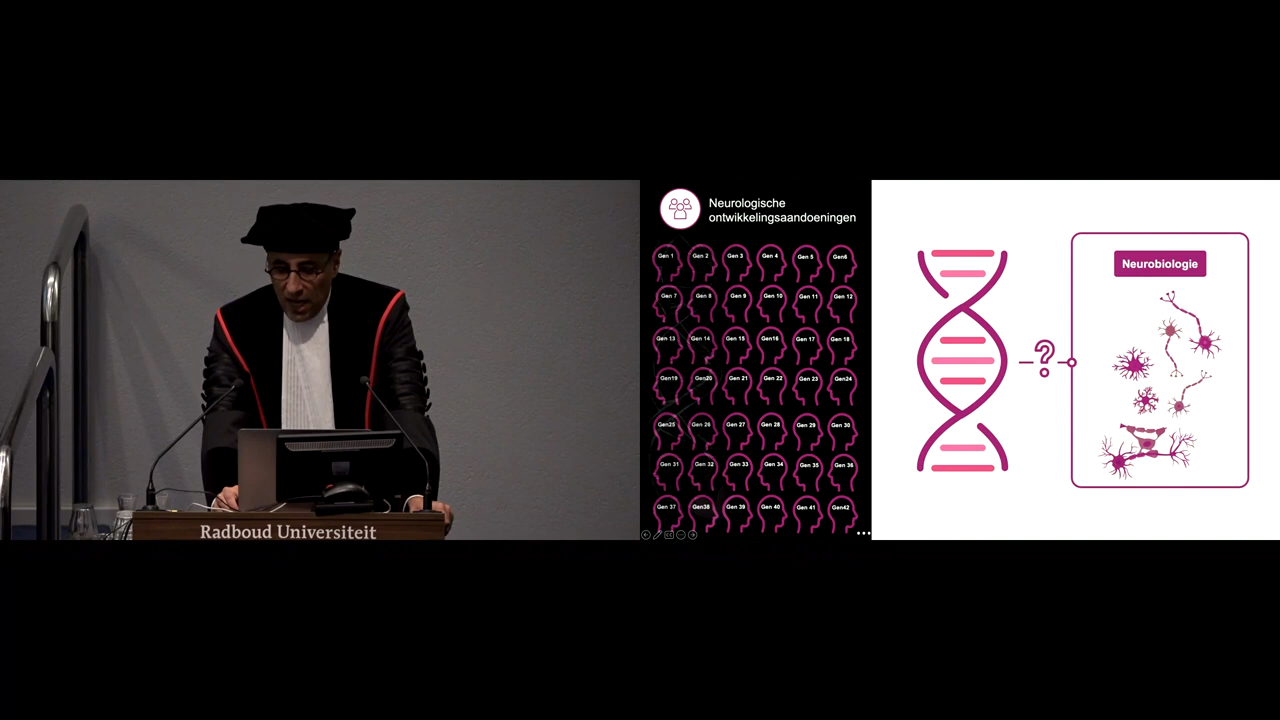 Radboud Universiteit
Neurologische
ontwikkelingsaandoeningen
Gen 1 Gen 2 Gen 3 Gen 4 Gen 5 Gen6
Gen 7 Gen 8 Gen 9 Gen 10 Gen 11 Gen 12
Gen 13 Gen 14 Gen 15 Gen16 Gen 17 Gen 18
Gen19 Gen20 Gen 21 Gen 22 Gen 23 Gen24
Gen25 Gen 26 Gen 27 Gen 28 Gen 29 Gen 30
Gen 31 Gen 32 Gen 33 Gen 34 Gen 35 Gen 36
Gen 37 Gen38 Gen 39 Gen 40 Gen 41 Gen42
?
Neurobiologie